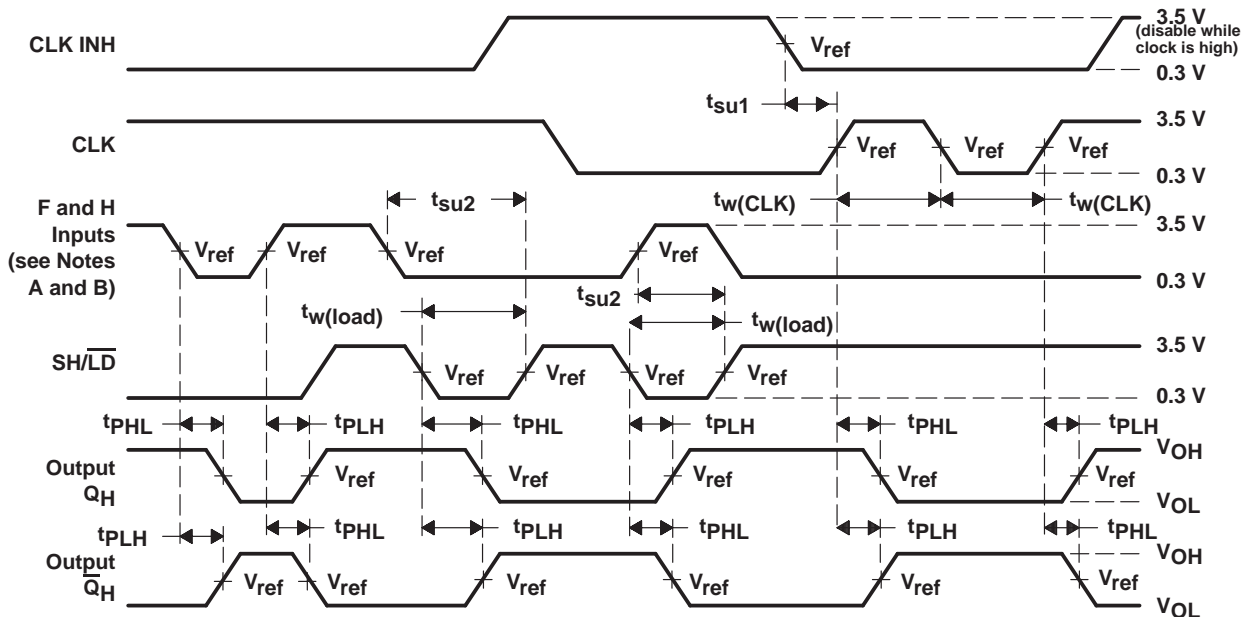 3.5 V
(disable while
clock is high)
CLK INH
Vref
0.3 V
tsu1
3.5 V
CLK
Vref
Vref
Vref
0.3 V
tsu2
tw(CLK)
tw(CLK)
F and H
Inputs
(see Notes
A and B)
3.5 V
Vref
Vref
Vref
Vref
0.3 V
tsu2
tw(load)
tw(load)
3.5 V
SH/L̅D̅
Vref
Vref
Vref
Vref
0.3 V
tPHL
tPLH
tPHL
tPLH
tPHL
tPLH
VOH
Output
QH
Vref
Vref
Vref
Vref
Vref
Vref
VOL
tPLH
tPHL
tPLH
tPHL
tPLH
tPHL
VOH
Output
Q̅H
Vref
Vref
Vref
Vref
Vref
Vref
VOL